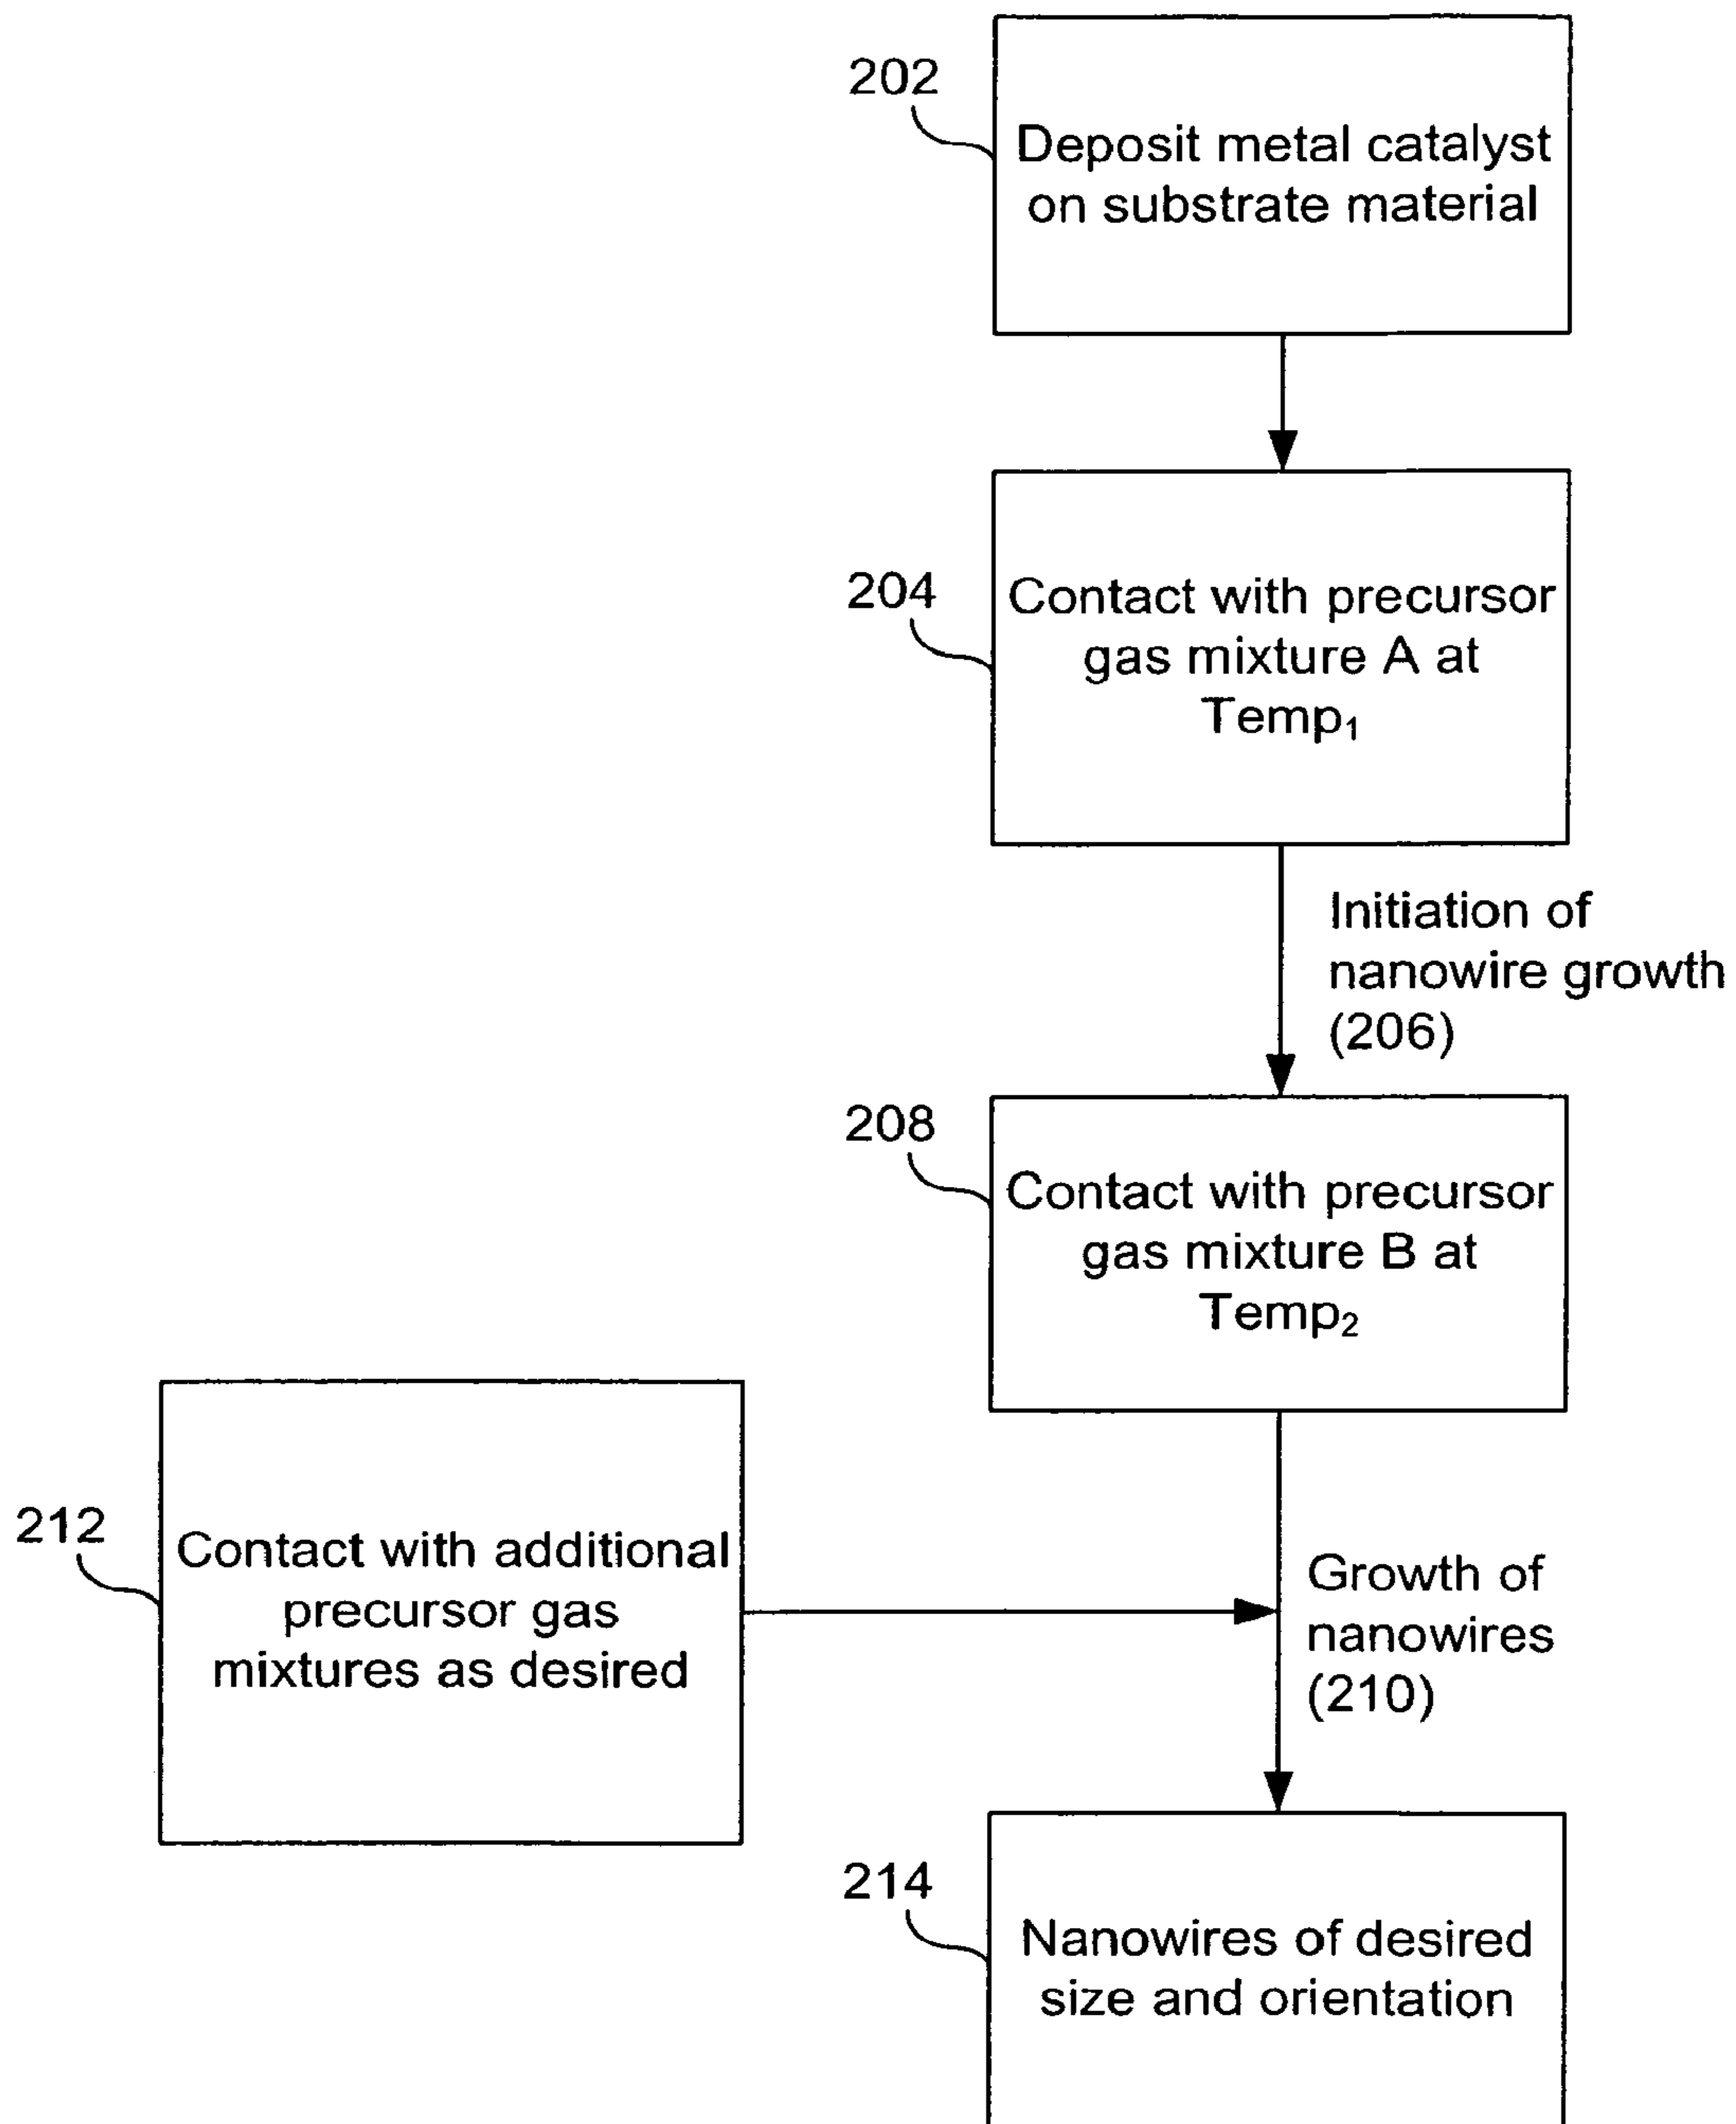 202
Deposit metal catalyst
on substrate material
204
Contact with precursor
gas mixture A at
Temp₁
Initiation of
nanowire growth
(206)
208
Contact with precursor
gas mixture B at
Temp₂
212
Contact with additional
precursor gas
mixtures as desired
Growth of
nanowires
(210)
214
Nanowires of desired
size and orientation